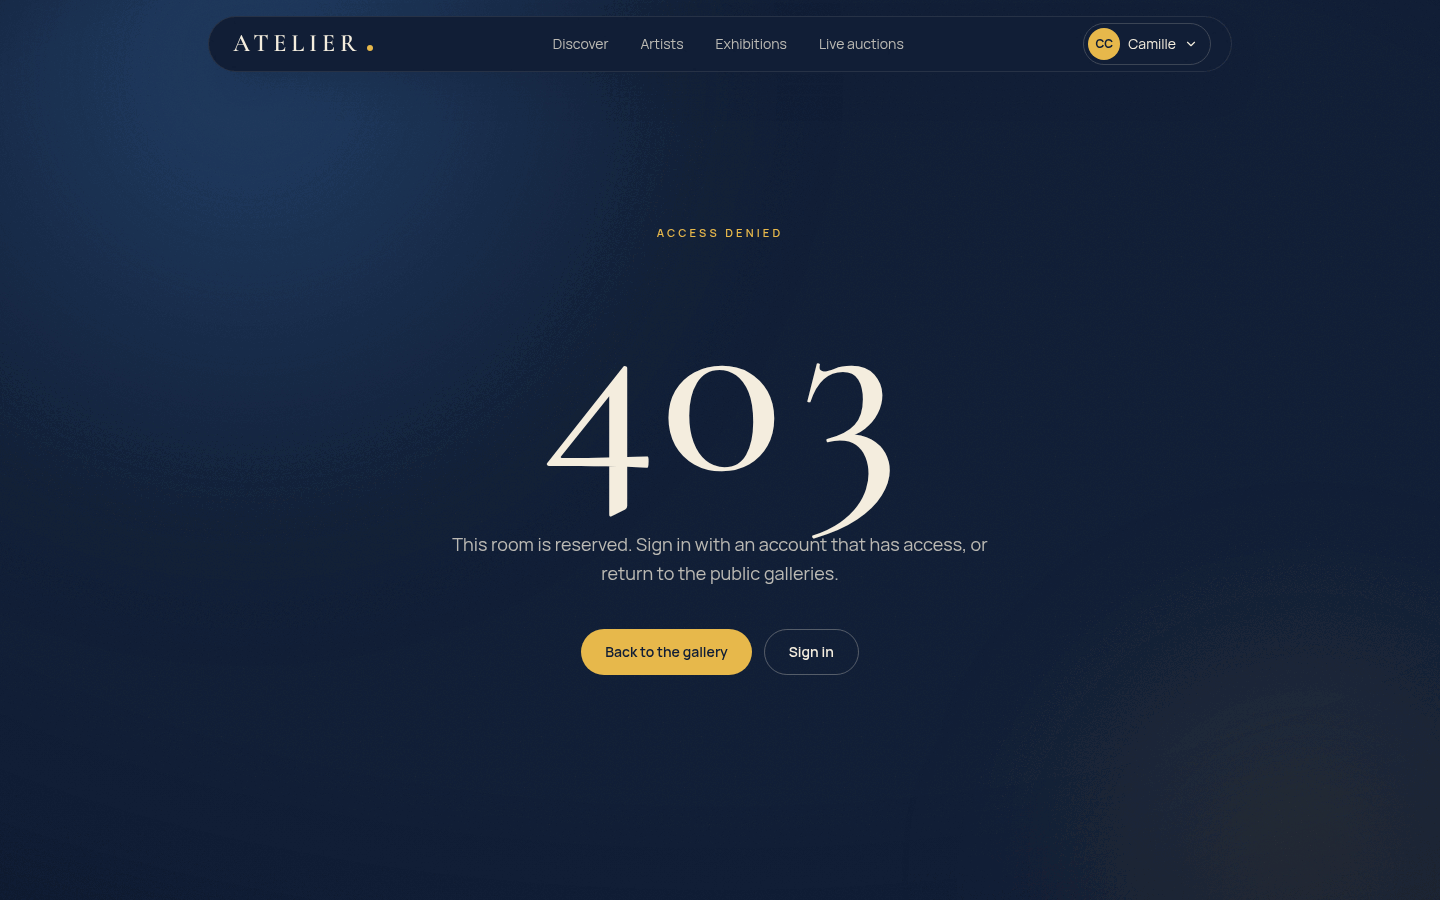 ATELIER.
Discover
Artists
Exhibitions
Live auctions
CC
Camille
ACCESS DENIED
403
This room is reserved. Sign in with an account that has access, or
return to the public galleries.
Back to the gallery
Sign in